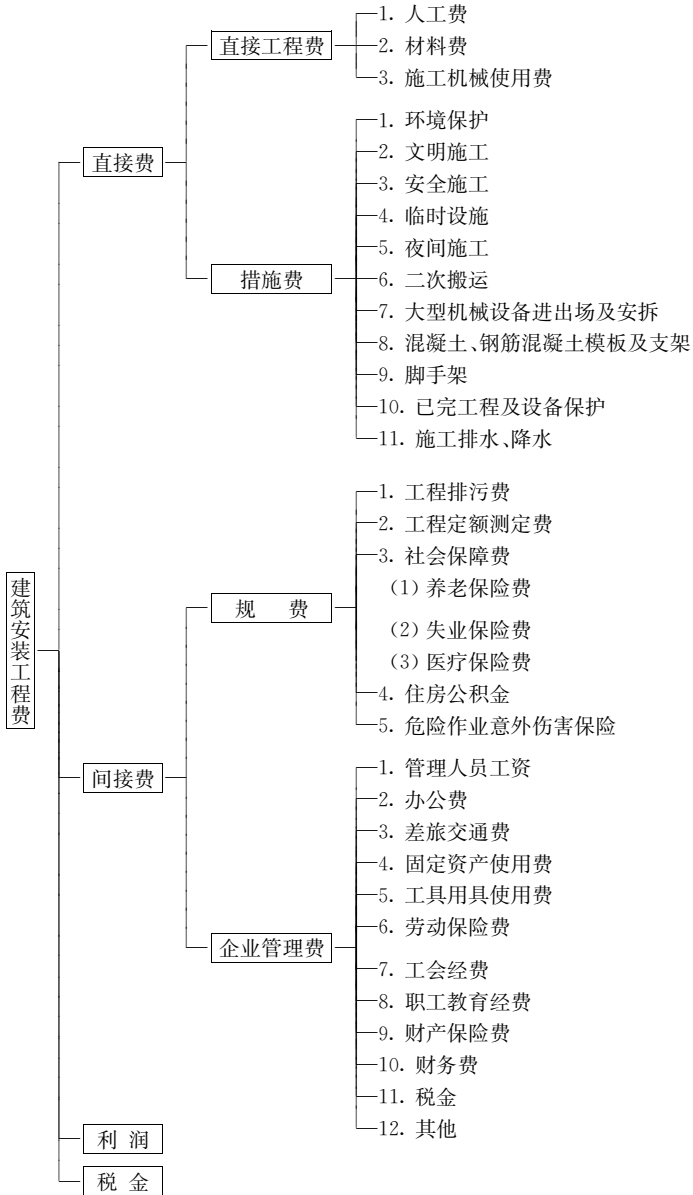 建筑安装工程费
直接费
直接工程费
1. 人工费
2. 材料费
3. 施工机械使用费
措施费
1. 环境保护
2. 文明施工
3. 安全施工
4. 临时设施
5. 夜间施工
6. 二次搬运
7. 大型机械设备进出场及安拆
8. 混凝土、钢筋混凝土模板及支架
9. 脚手架
10. 已完工程及设备保护
11. 施工排水、降水
间接费
规 费
1. 工程排污费
2. 工程定额测定费
3. 社会保障费
(1) 养老保险费
(2) 失业保险费
(3) 医疗保险费
4. 住房公积金
5. 危险作业意外伤害保险
企业管理费
1. 管理人员工资
2. 办公费
3. 差旅交通费
4. 固定资产使用费
5. 工具用具使用费
6. 劳动保险费
7. 工会经费
8. 职工教育经费
9. 财产保险费
10. 财务费
11. 税金
12. 其他
利 润
税 金